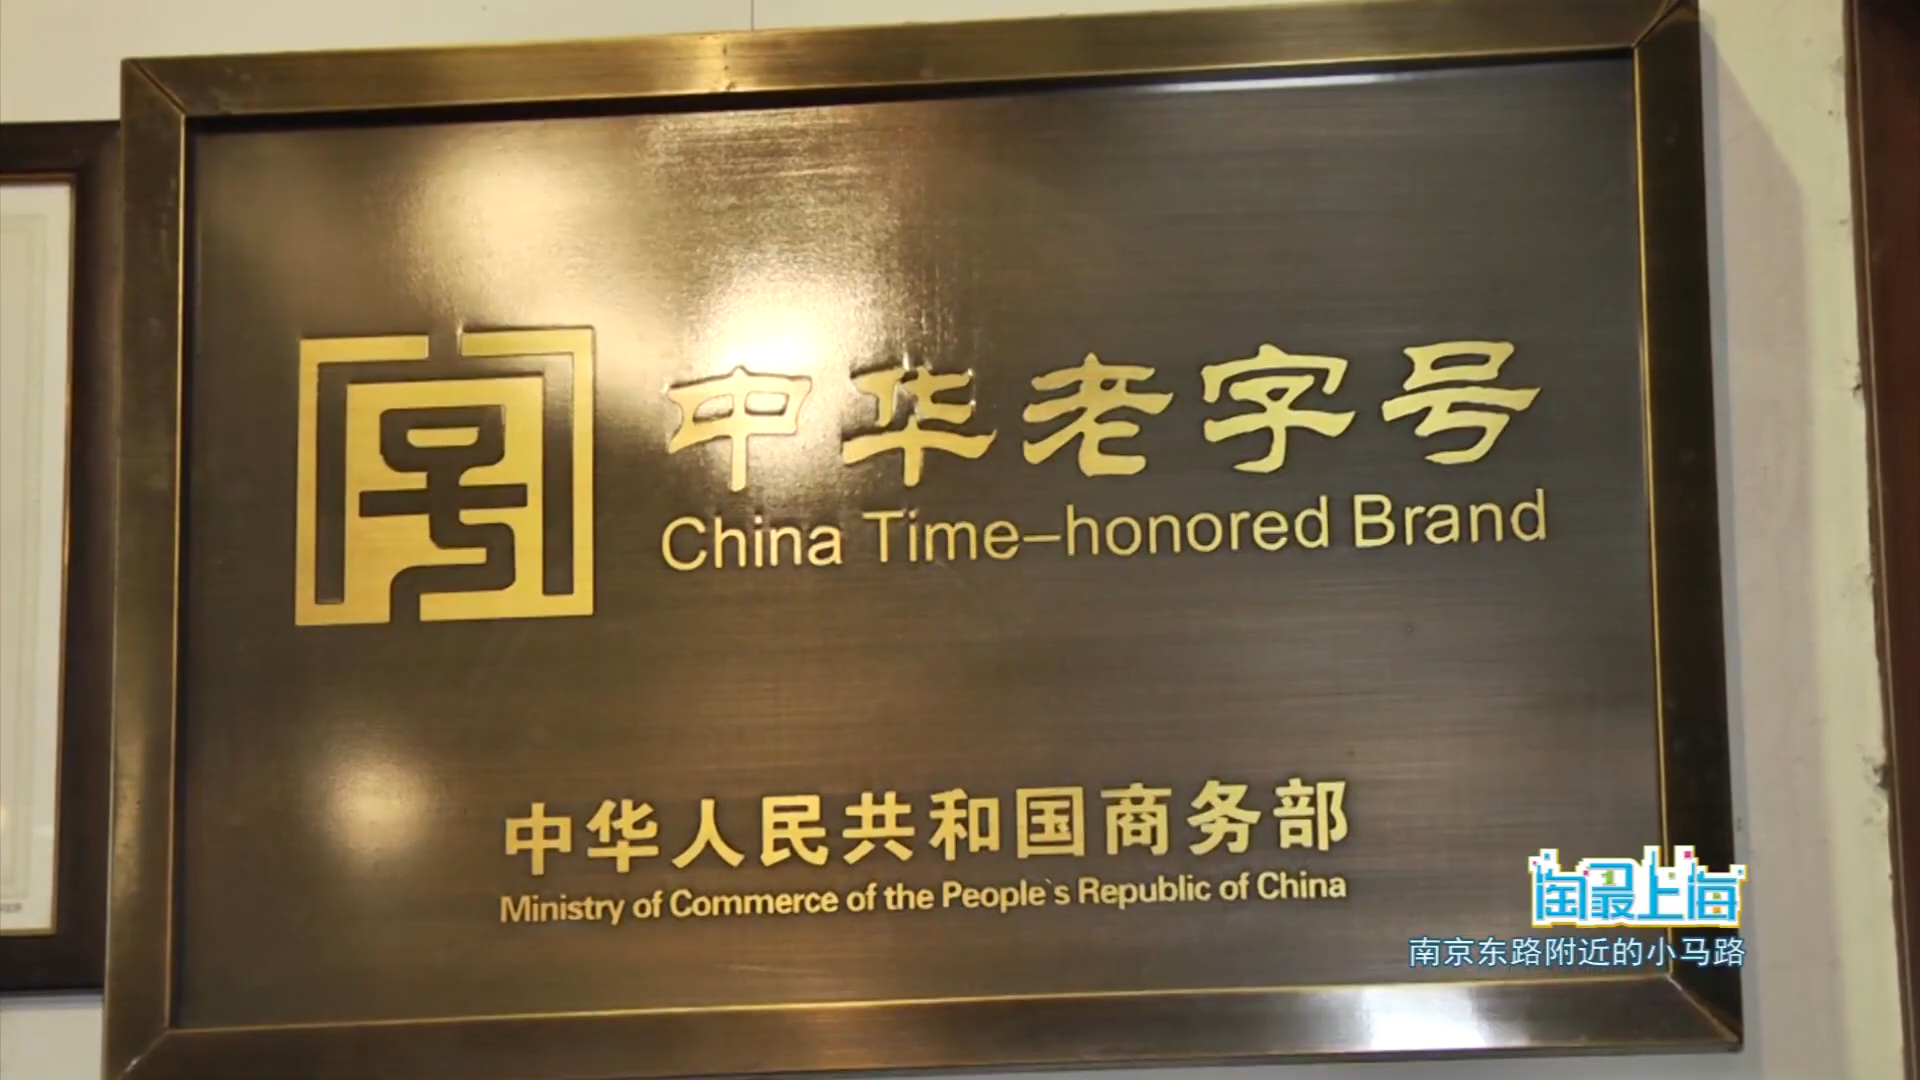 中华老字号
China Time-honored Brand
中华人民共和国商务部
Ministry of Commerce of the People`s Republic of China
淘最上海
南京东路附近的小马路